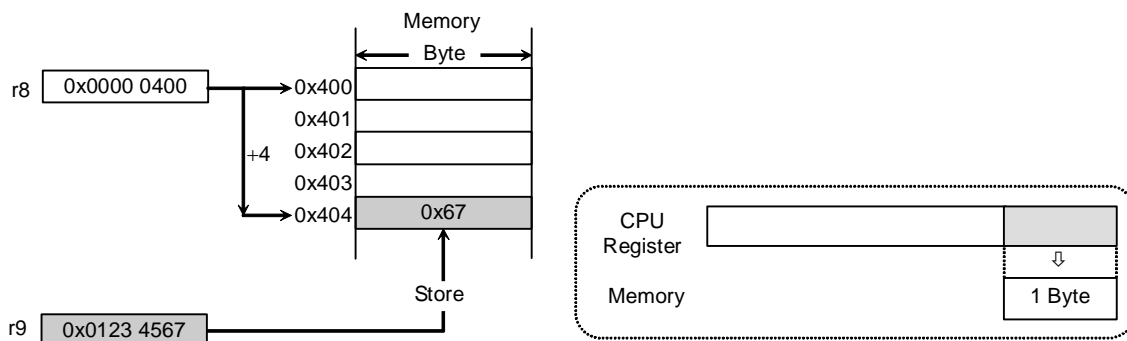 Memory
Byte
r8 0x0000 0400 0x400
0x401
+4 0x402
0x403
0x404 0x67
Store
r9 0x0123 4567
CPU
Register
⇩
Memory 1 Byte